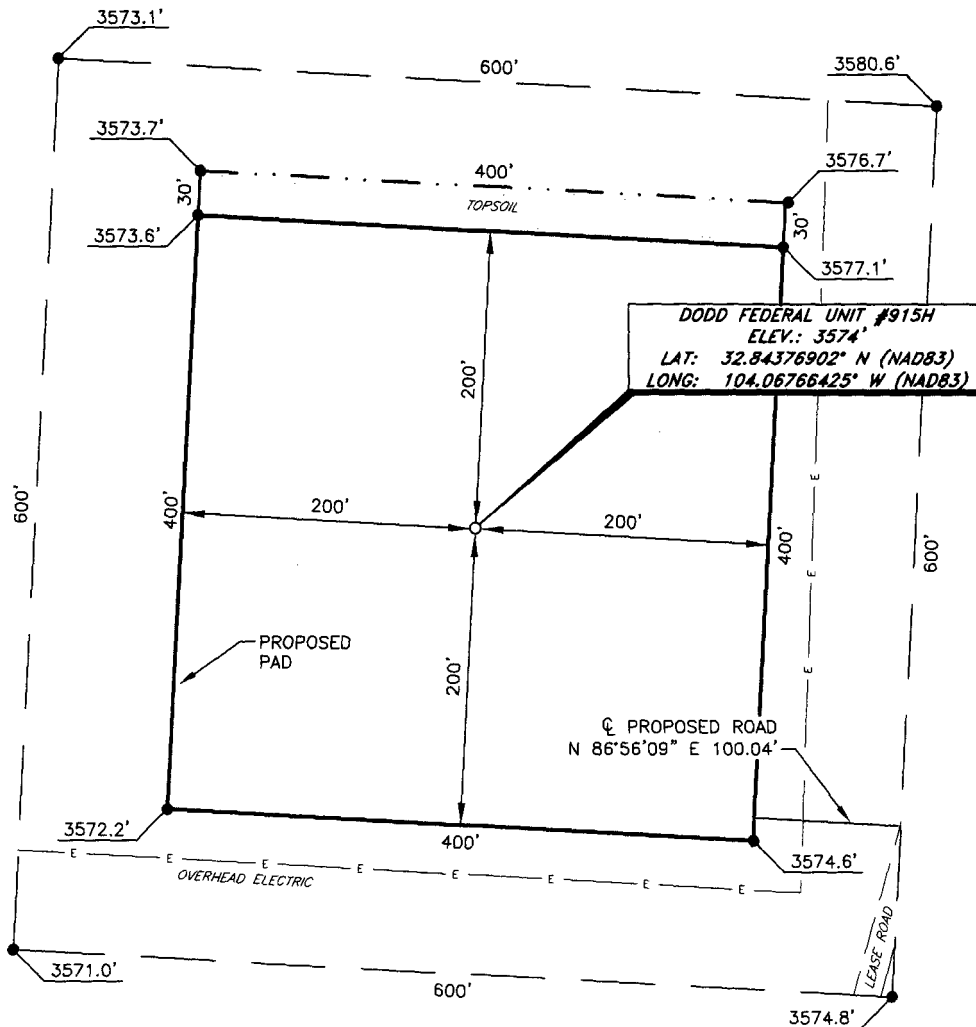 3573.1'
600'
3580.6'
3573.7'
400'
3576.7'
30'
TOPSOIL
30'
3573.6'
3577.1'
DODD FEDERAL UNIT #915H
ELEV.: 3574'
LAT: 32.84376902° N (NAD83)
LONG: 104.06766425° W (NAD83)
200'
600'
400'
200'
200'
400'
600'
E
E
PROPOSED
PAD
200'
℄ PROPOSED ROAD
N 86°56'09" E 100.04'
3572.2'
400'
3574.6'
E E E E E E E E
OVERHEAD ELECTRIC
LEASE ROAD
3571.0'
600'
3574.8'